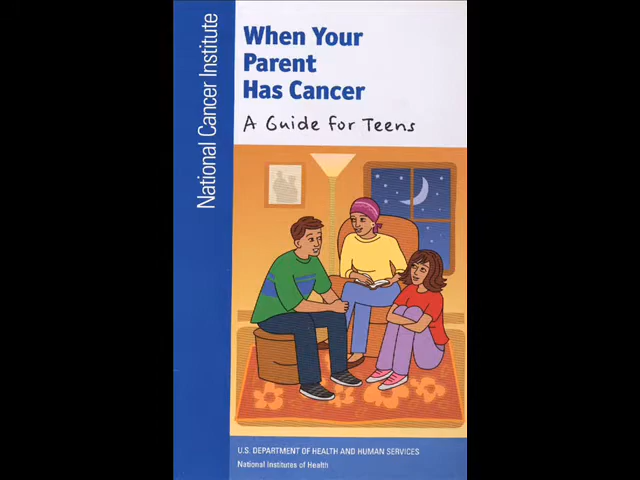 National Cancer Institute
When Your
Parent
Has Cancer
A Guide for Teens
U.S. DEPARTMENT OF HEALTH AND HUMAN SERVICES
National Institutes of Health